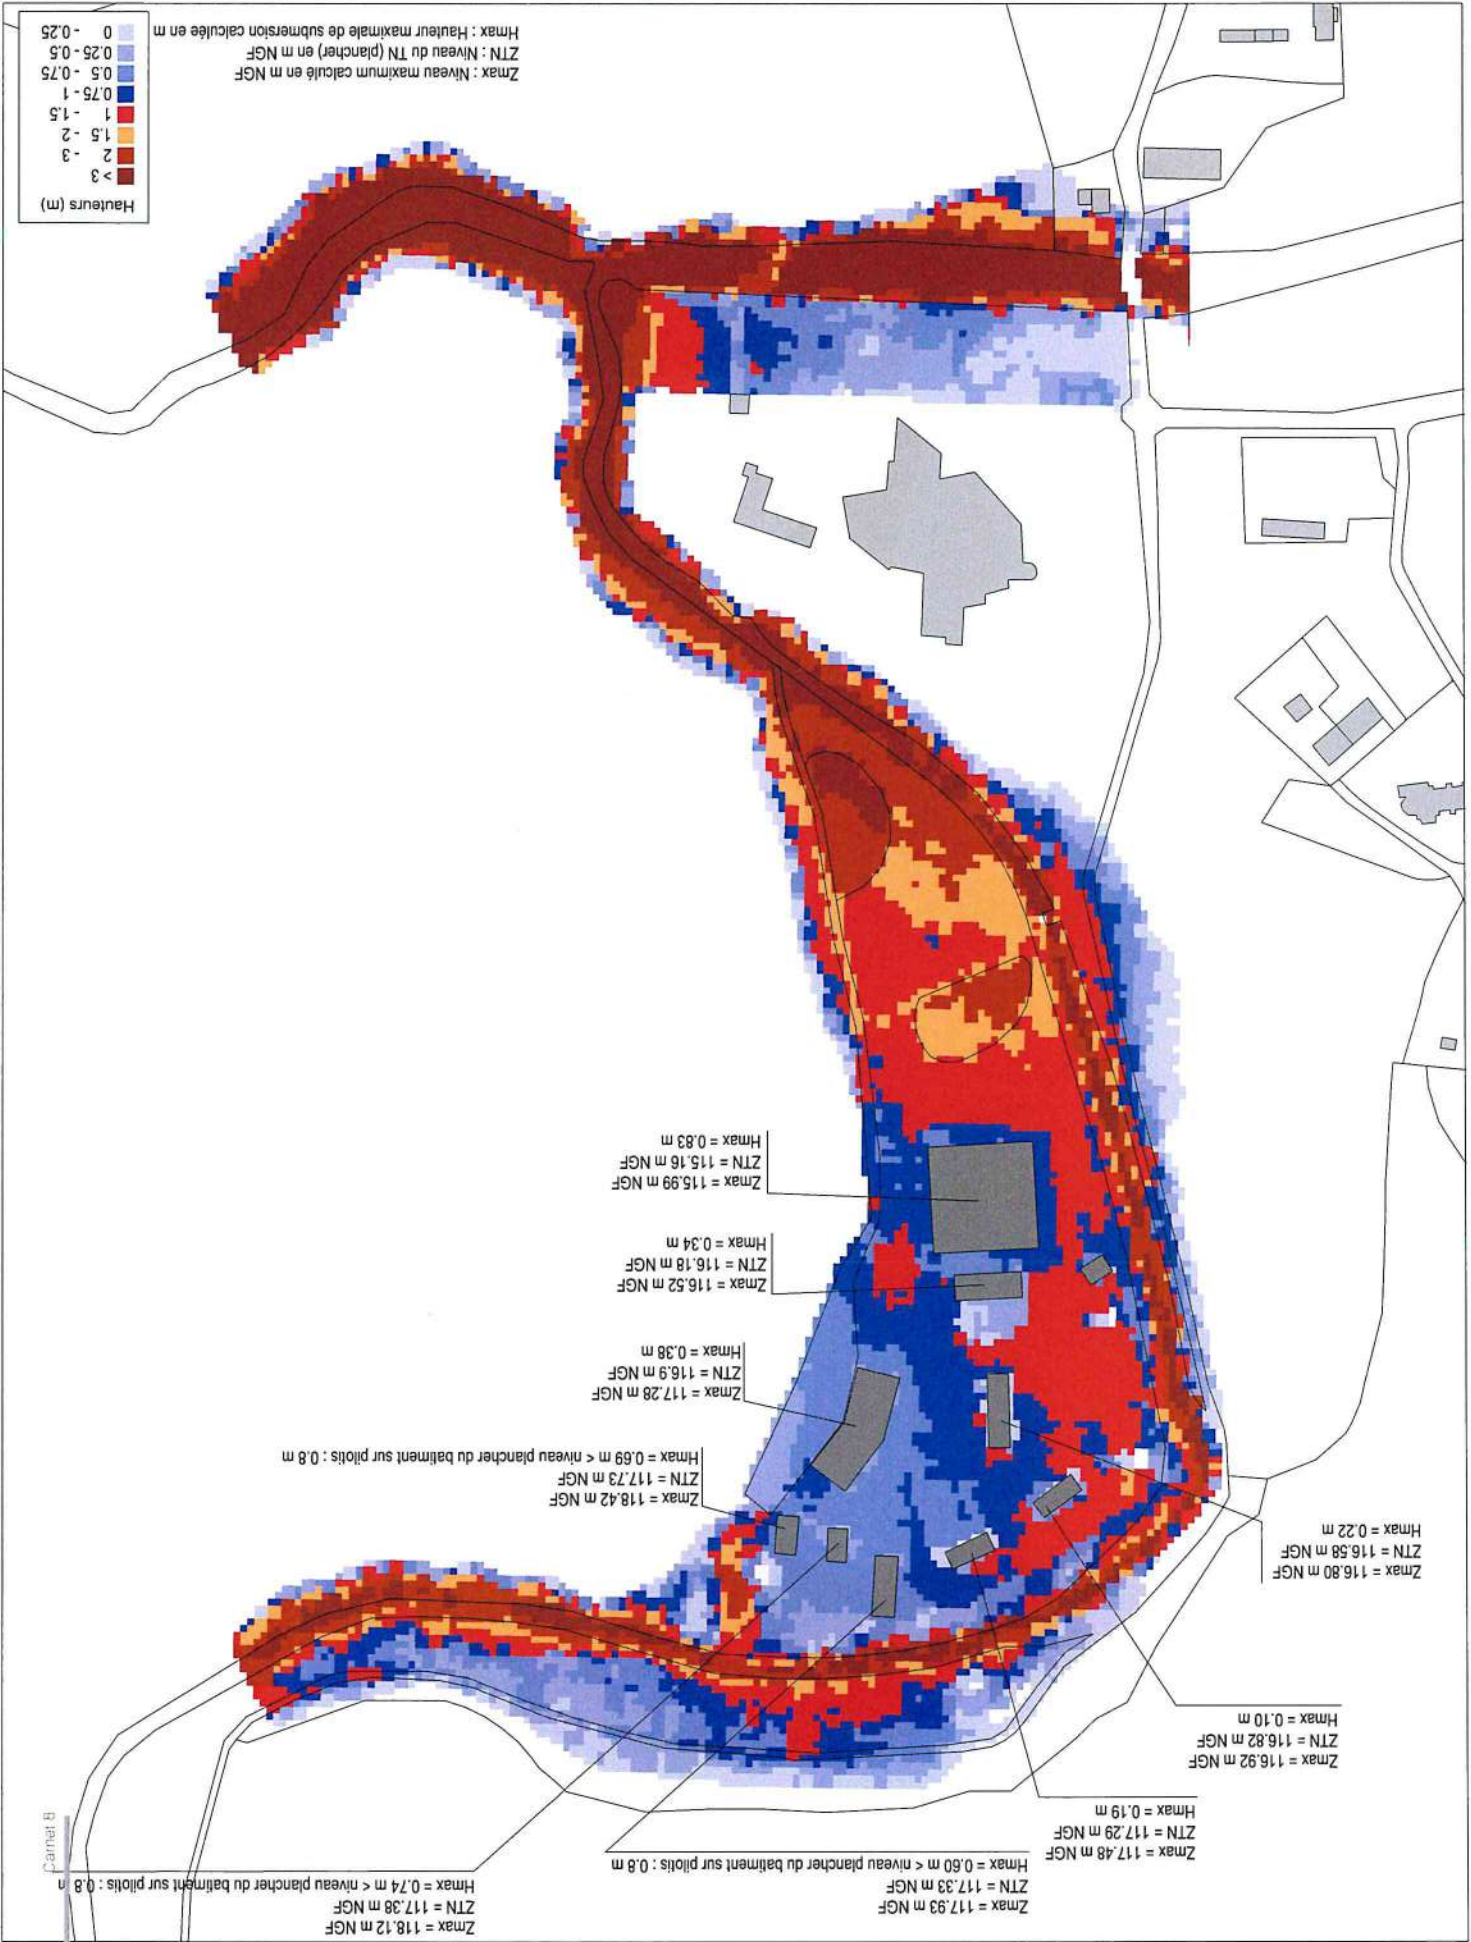 Zmax = 118.12 m NGF
ZTN = 117.38 m NGF
Hmax = 0.74 m < niveau plancher du batiment sur pilotis : 0.8 m
Carnet 8
Zmax = 117.93 m NGF
ZTN = 117.33 m NGF
Hmax = 0.60 m < niveau plancher du batiment sur pilotis : 0.8 m
Zmax = 117.48 m NGF
ZTN = 117.29 m NGF
Hmax = 0.19 m
Zmax = 116.92 m NGF
ZTN = 116.82 m NGF
Hmax = 0.10 m
Zmax = 116.80 m NGF
ZTN = 116.58 m NGF
Hmax = 0.22 m
Zmax = 118.42 m NGF
ZTN = 117.73 m NGF
Hmax = 0.69 m < niveau plancher du batiment sur pilotis : 0.8 m
Zmax = 117.28 m NGF
ZTN = 116.9 m NGF
Hmax = 0.38 m
Zmax = 116.52 m NGF
ZTN = 116.18 m NGF
Hmax = 0.34 m
Zmax = 115.99 m NGF
ZTN = 115.16 m NGF
Hmax = 0.83 m
Hauteurs (m)
> 3
2 - 3
1.5 - 2
1 - 1.5
0.75 - 1
0.5 - 0.75
0.25 - 0.5
0 - 0.25
Zmax : Niveau maximum calculé en m NGF
ZTN : Niveau du TN (plancher) en m NGF
Hmax : Hauteur maximale de submersion calculée en m